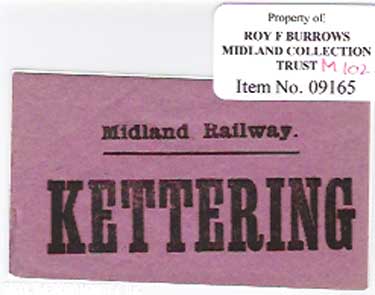 Property of:
ROY F BURROWS
MIDLAND COLLECTION
TRUST M 102
Item No. 09165
Midland Railway.
KETTERING